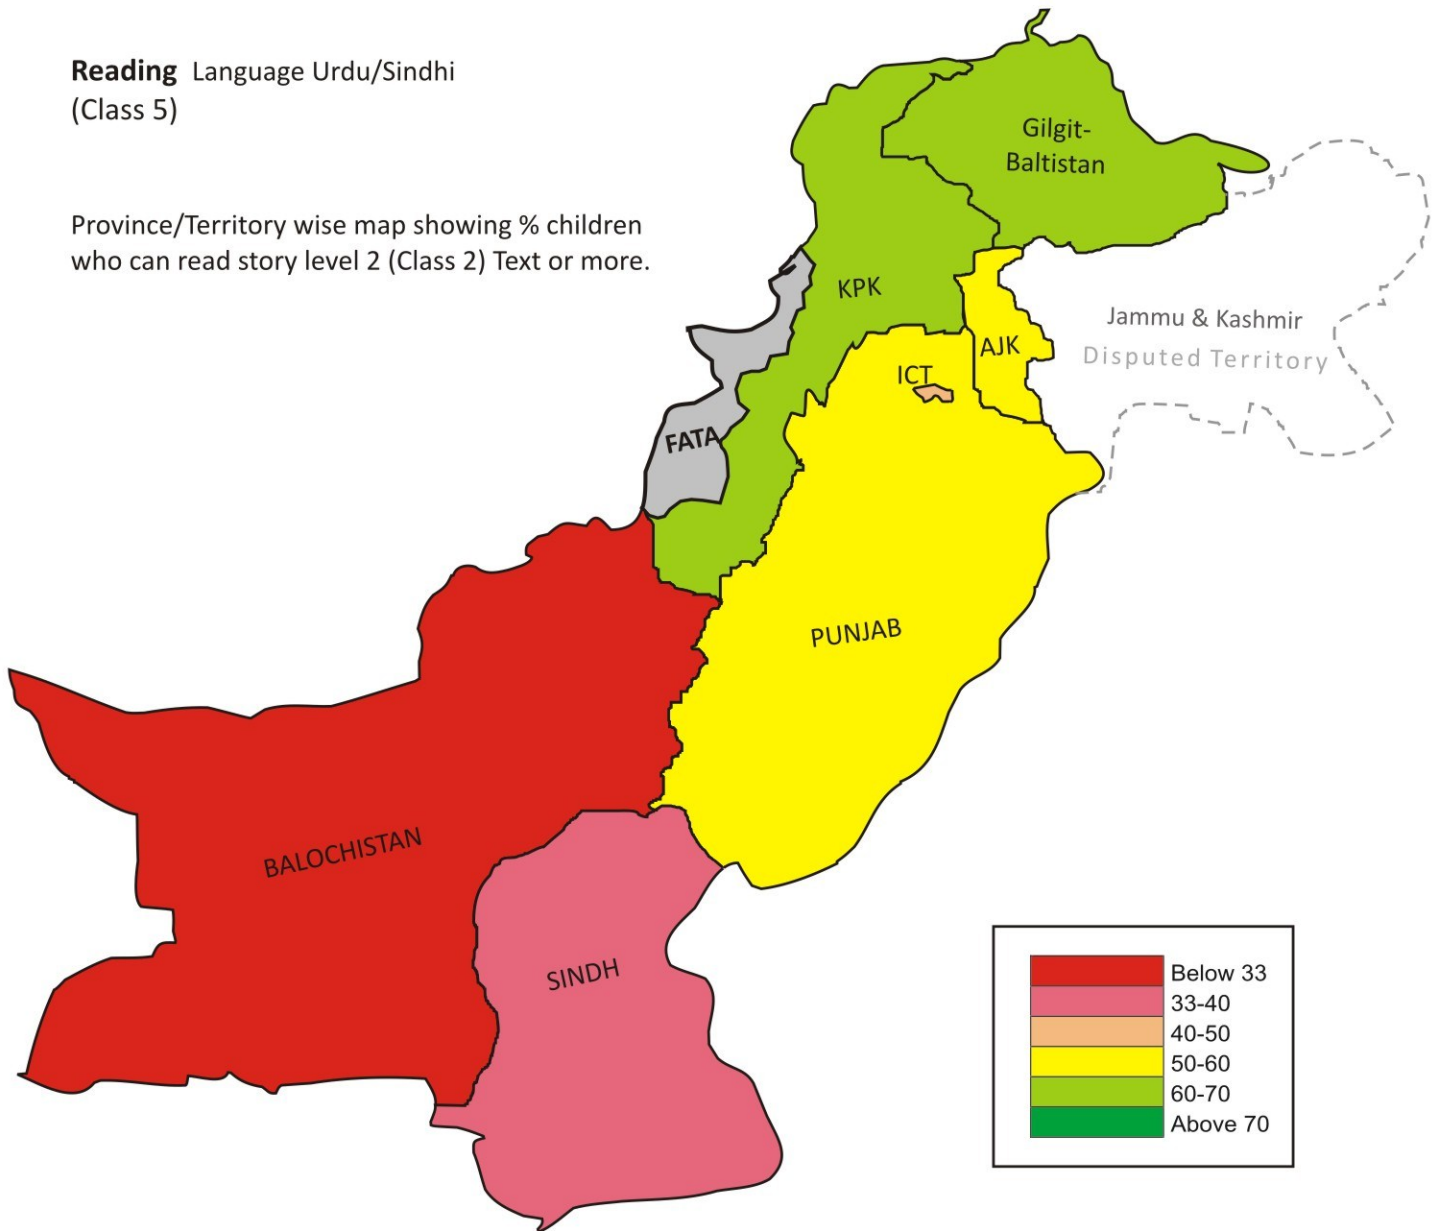 Reading Language Urdu/Sindhi
(Class 5)
Province/Territory wise map showing % children
who can read story level 2 (Class 2) Text or more.
Gilgit-
Baltistan
KPK
Jammu & Kashmir
Disputed Territory
AJK
ICT
FATA
PUNJAB
BALOCHISTAN
SINDH
Below 33
33-40
40-50
50-60
60-70
Above 70